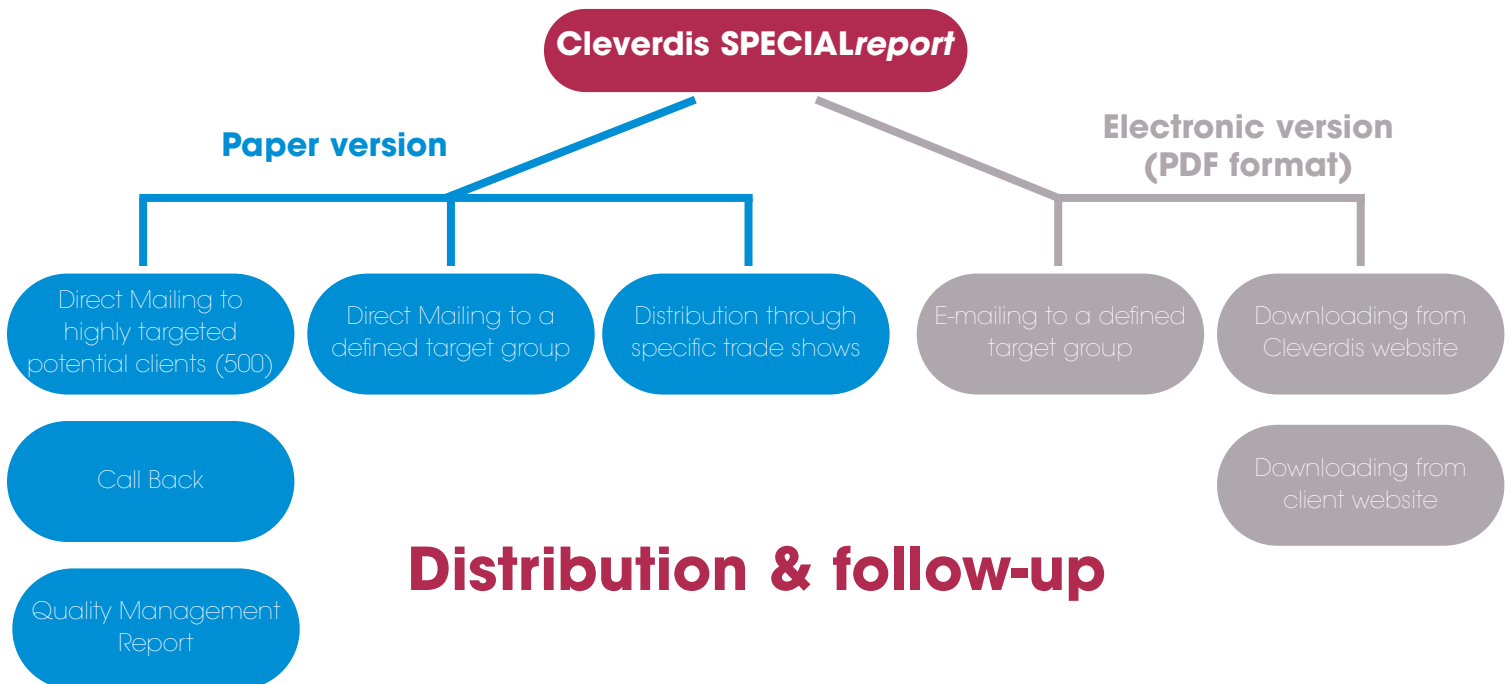 Cleverdis SPECIALreport
Paper version
Electronic version
(PDF format)
Direct Mailing to
highly targeted
potential clients (500)
Direct Mailing to a
defined target group
Distribution through
specific trade shows
E-mailing to a defined
target group
Downloading from
Cleverdis website
Call Back
Downloading from
client website
Distribution & follow-up
Quality Management
Report